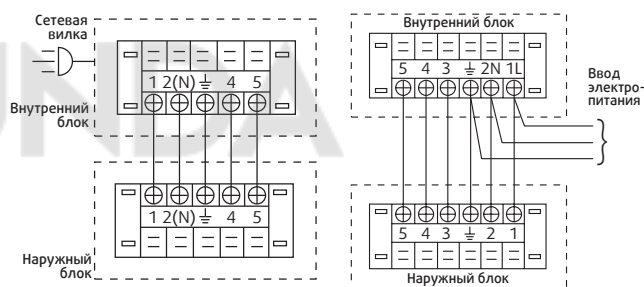 Сетевая
вилка
1 2(N) ⏚ 4 5
Внутренний
блок
1 2(N) ⏚ 4 5
Наружный
блок
Внутренний блок
5 4 3 ⏚ 2N 1L
Ввод
электро-
питания
5 4 3 ⏚ 2 1
Наружный блок
UNDA